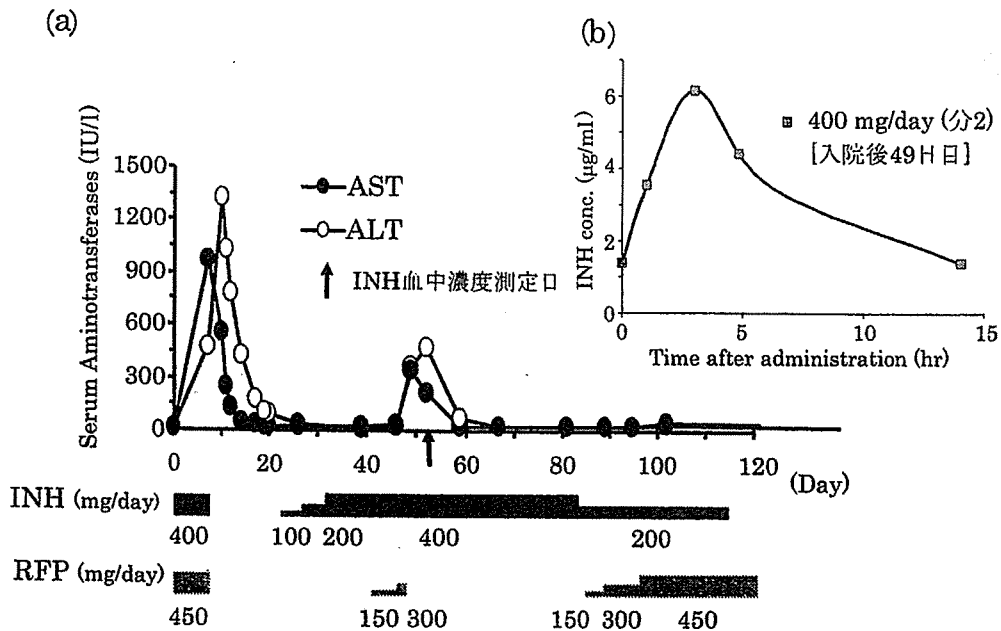 (a)
Serum Aminotransferases (IU/l)
1500
1200
900
600
300
0
AST
ALT
INH血中濃度測定日
0 20 40 60 80 100 120
(Day)
INH (mg/day)
400 100 200 400 200
RFP (mg/day)
450 150 300 150 300 450
(b)
INH conc. (μg/ml)
6
4
2
0
400 mg/day (分2)
[入院後49日目]
0 5 10 15
Time after administration (hr)